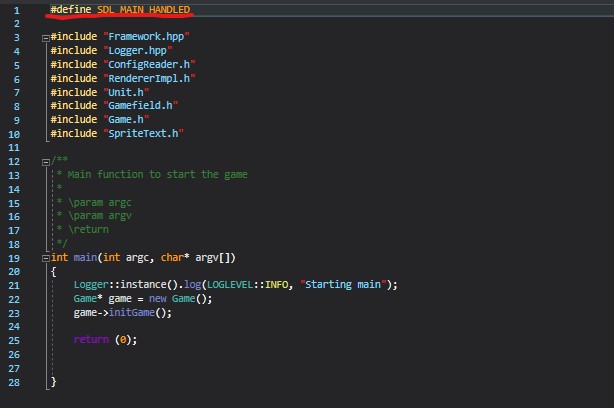 1 #define SDL_MAIN_HANDLED
2
3 #include "Framework.hpp"
4 #include "Logger.hpp"
5 #include "ConfigReader.h"
6 #include "RendererImpl.h"
7 #include "Unit.h"
8 #include "Gamefield.h"
9 #include "Game.h"
10 #include "SpriteText.h"
11
12 /**
13 * Main function to start the game
14 *
15 * \param argc
16 * \param argv
17 * \return
18 */
19 int main(int argc, char* argv[])
20 {
21 Logger::instance().log(LOGLEVEL::INFO, "Starting main");
22 Game* game = new Game();
23 game->initGame();
24
25 return (0);
26
27
28 }